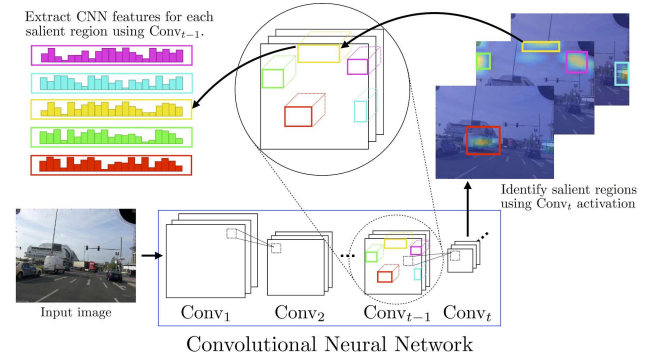 Extract CNN features for each
salient region using Conv_{t−1}.
Identify salient regions
using Conv_t activation
Input image
Conv_1
Conv_2
Conv_{t−1}
Conv_t
Convolutional Neural Network